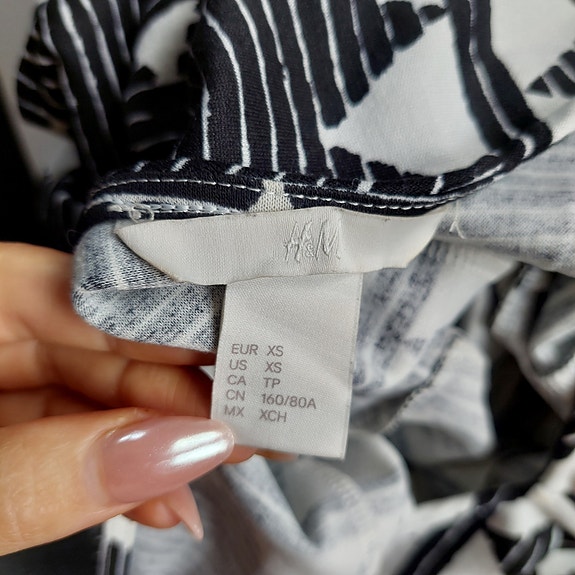 H&M
EUR XS
US XS
CA TP
CN 160/80A
MX XCH